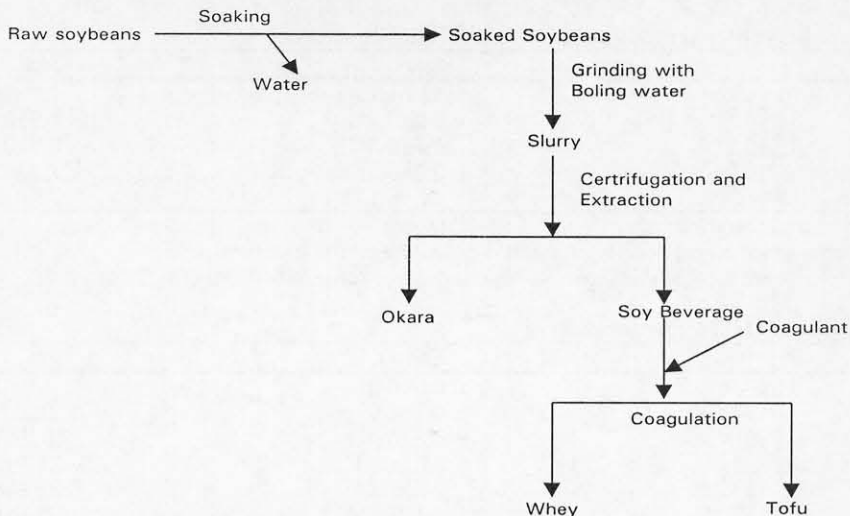 Soaking
Raw soybeans
Soaked Soybeans
Water
Grinding with
Boling water
Slurry
Certrifugation and
Extraction
Okara
Soy Beverage
Coagulant
Coagulation
Whey
Tofu